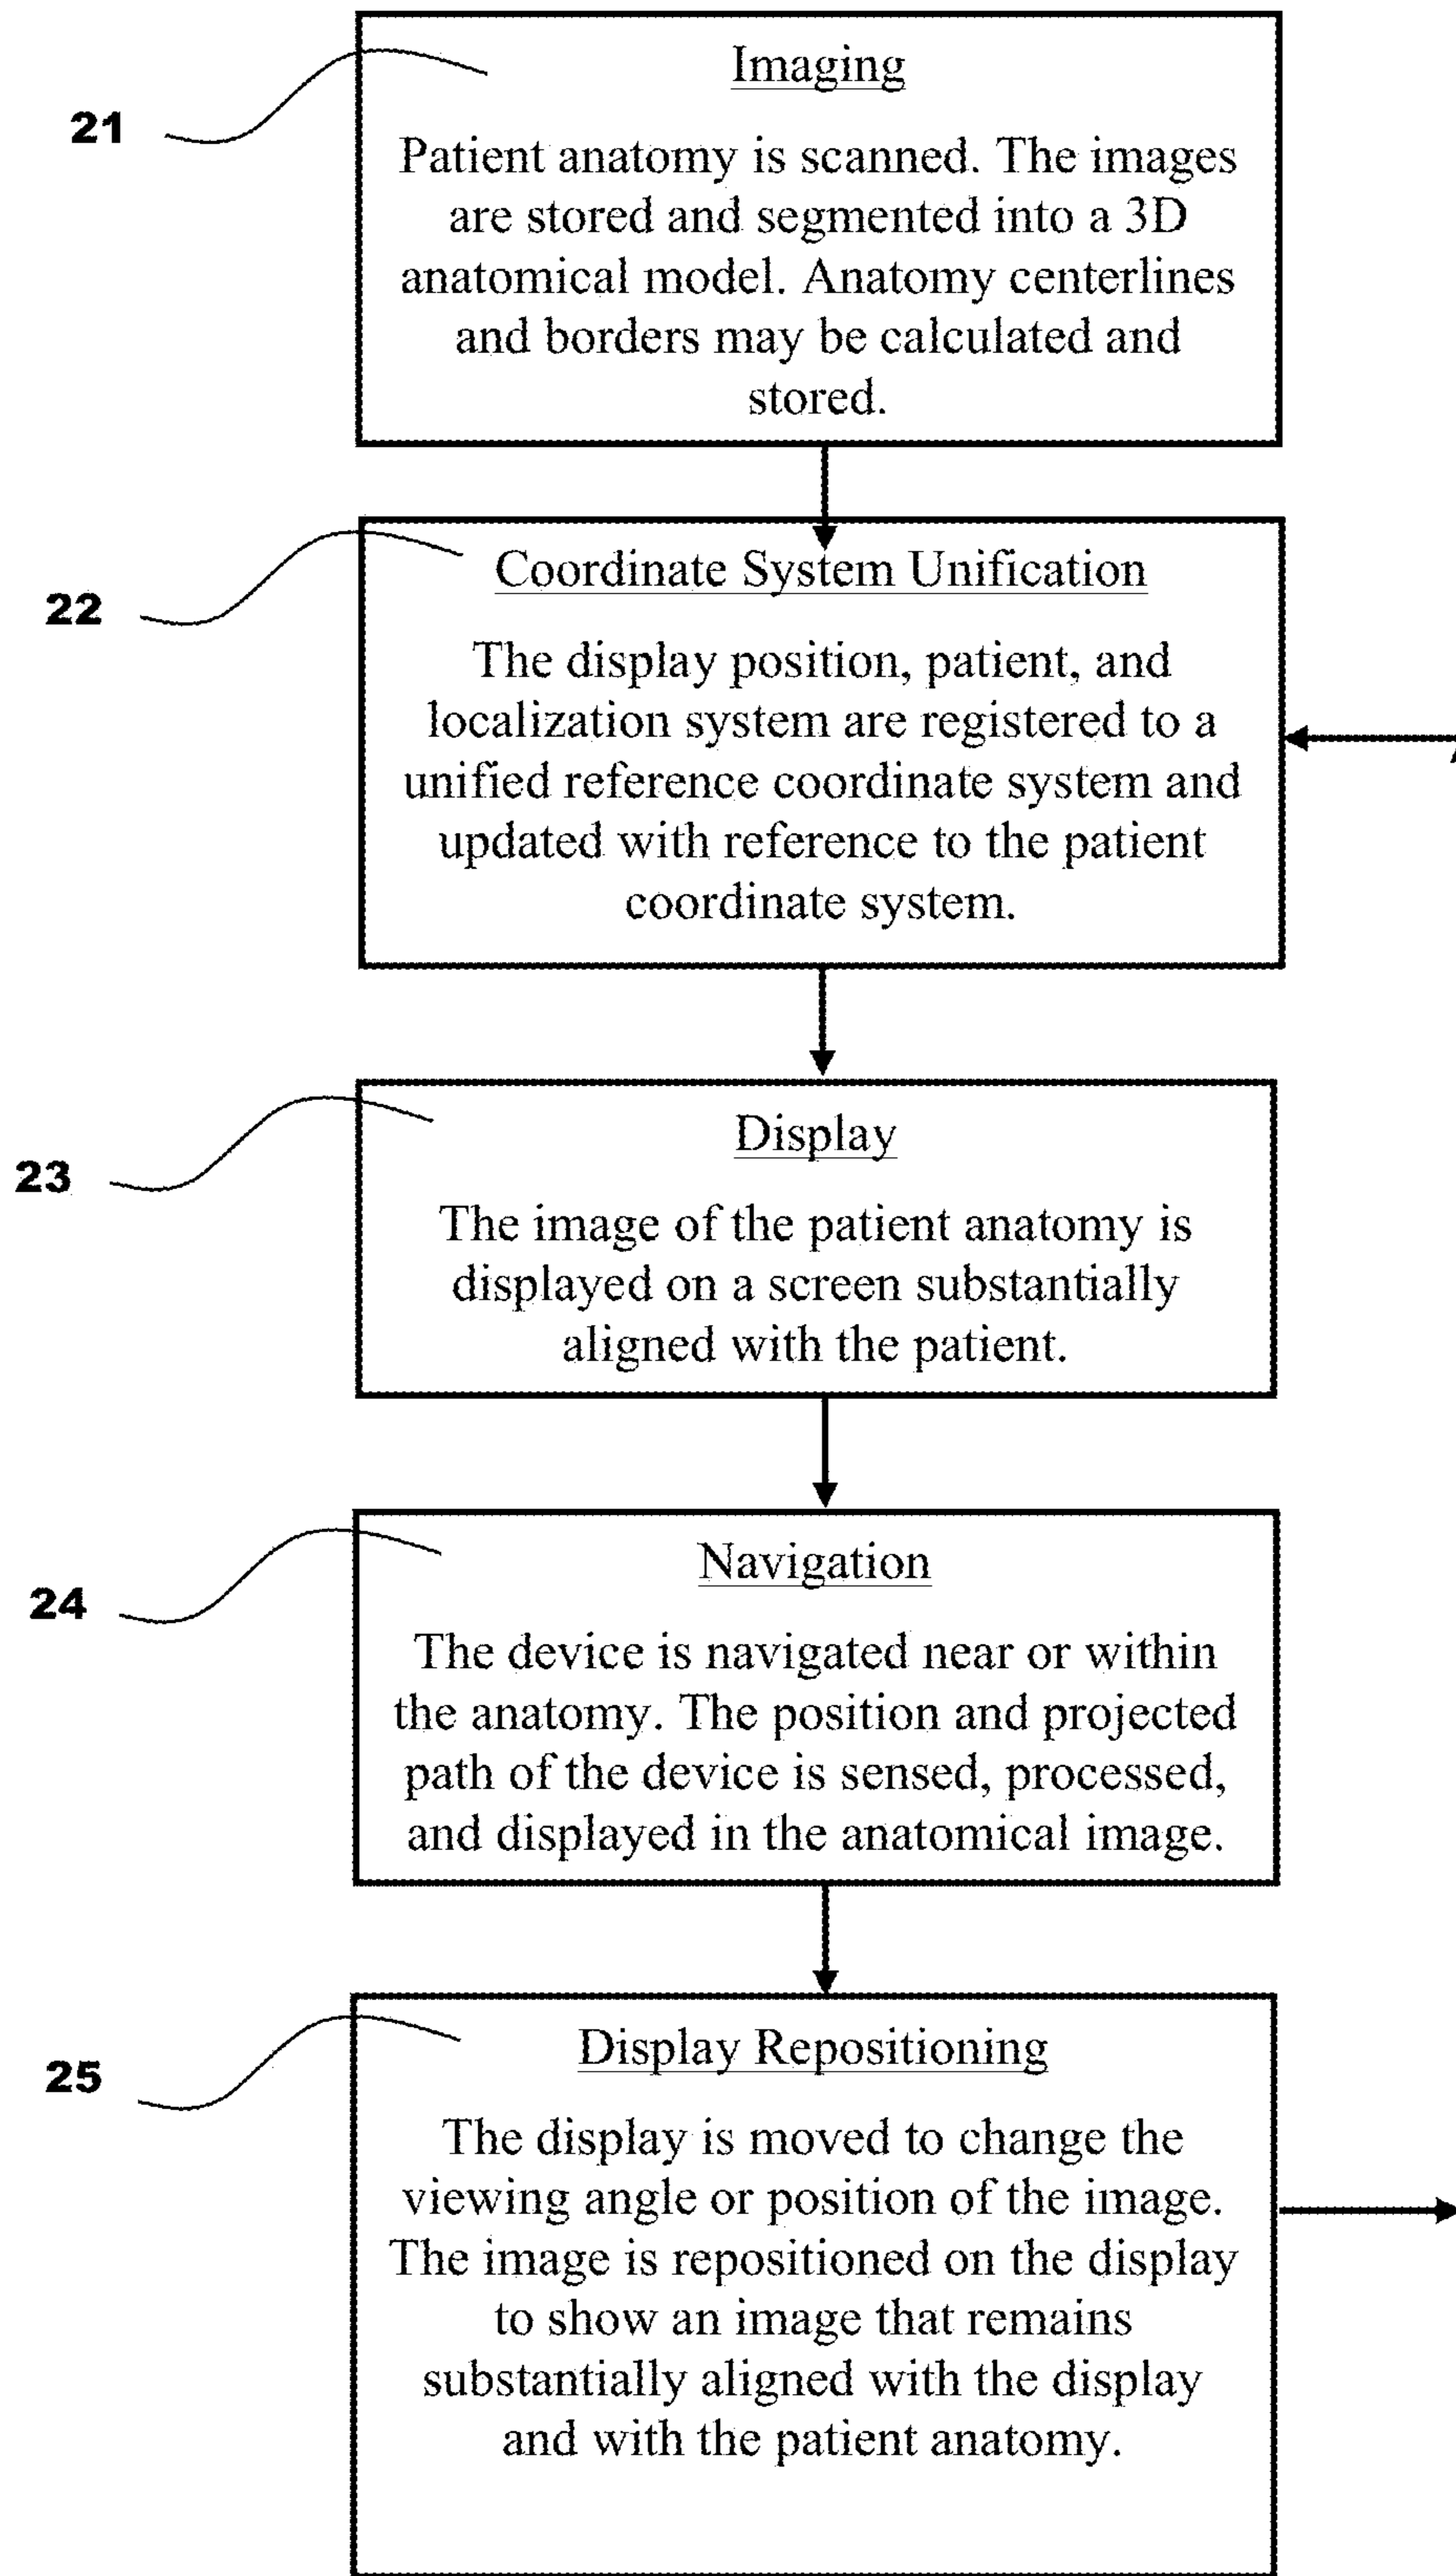 21
Imaging
Patient anatomy is scanned. The images
are stored and segmented into a 3D
anatomical model. Anatomy centerlines
and borders may be calculated and
stored.
22
Coordinate System Unification
The display position, patient, and
localization system are registered to a
unified reference coordinate system and
updated with reference to the patient
coordinate system.
23
Display
The image of the patient anatomy is
displayed on a screen substantially
aligned with the patient.
24
Navigation
The device is navigated near or within
the anatomy. The position and projected
path of the device is sensed, processed,
and displayed in the anatomical image.
25
Display Repositioning
The display is moved to change the
viewing angle or position of the image.
The image is repositioned on the display
to show an image that remains
substantially aligned with the display
and with the patient anatomy.